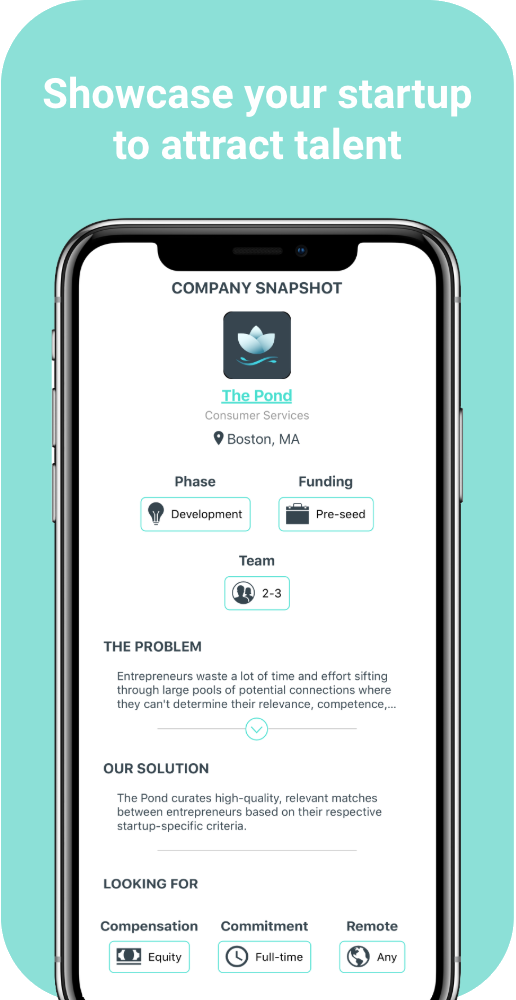 Showcase your startup
to attract talent
COMPANY SNAPSHOT
The Pond
Consumer Services
Boston, MA
Phase
Funding
Development
Pre-seed
Team
2-3
THE PROBLEM
Entrepreneurs waste a lot of time and effort sifting
through large pools of potential connections where
they can't determine their relevance, competence,...
OUR SOLUTION
The Pond curates high-quality, relevant matches
between entrepreneurs based on their respective
startup-specific criteria.
LOOKING FOR
Compensation
Commitment
Remote
Equity
Full-time
Any